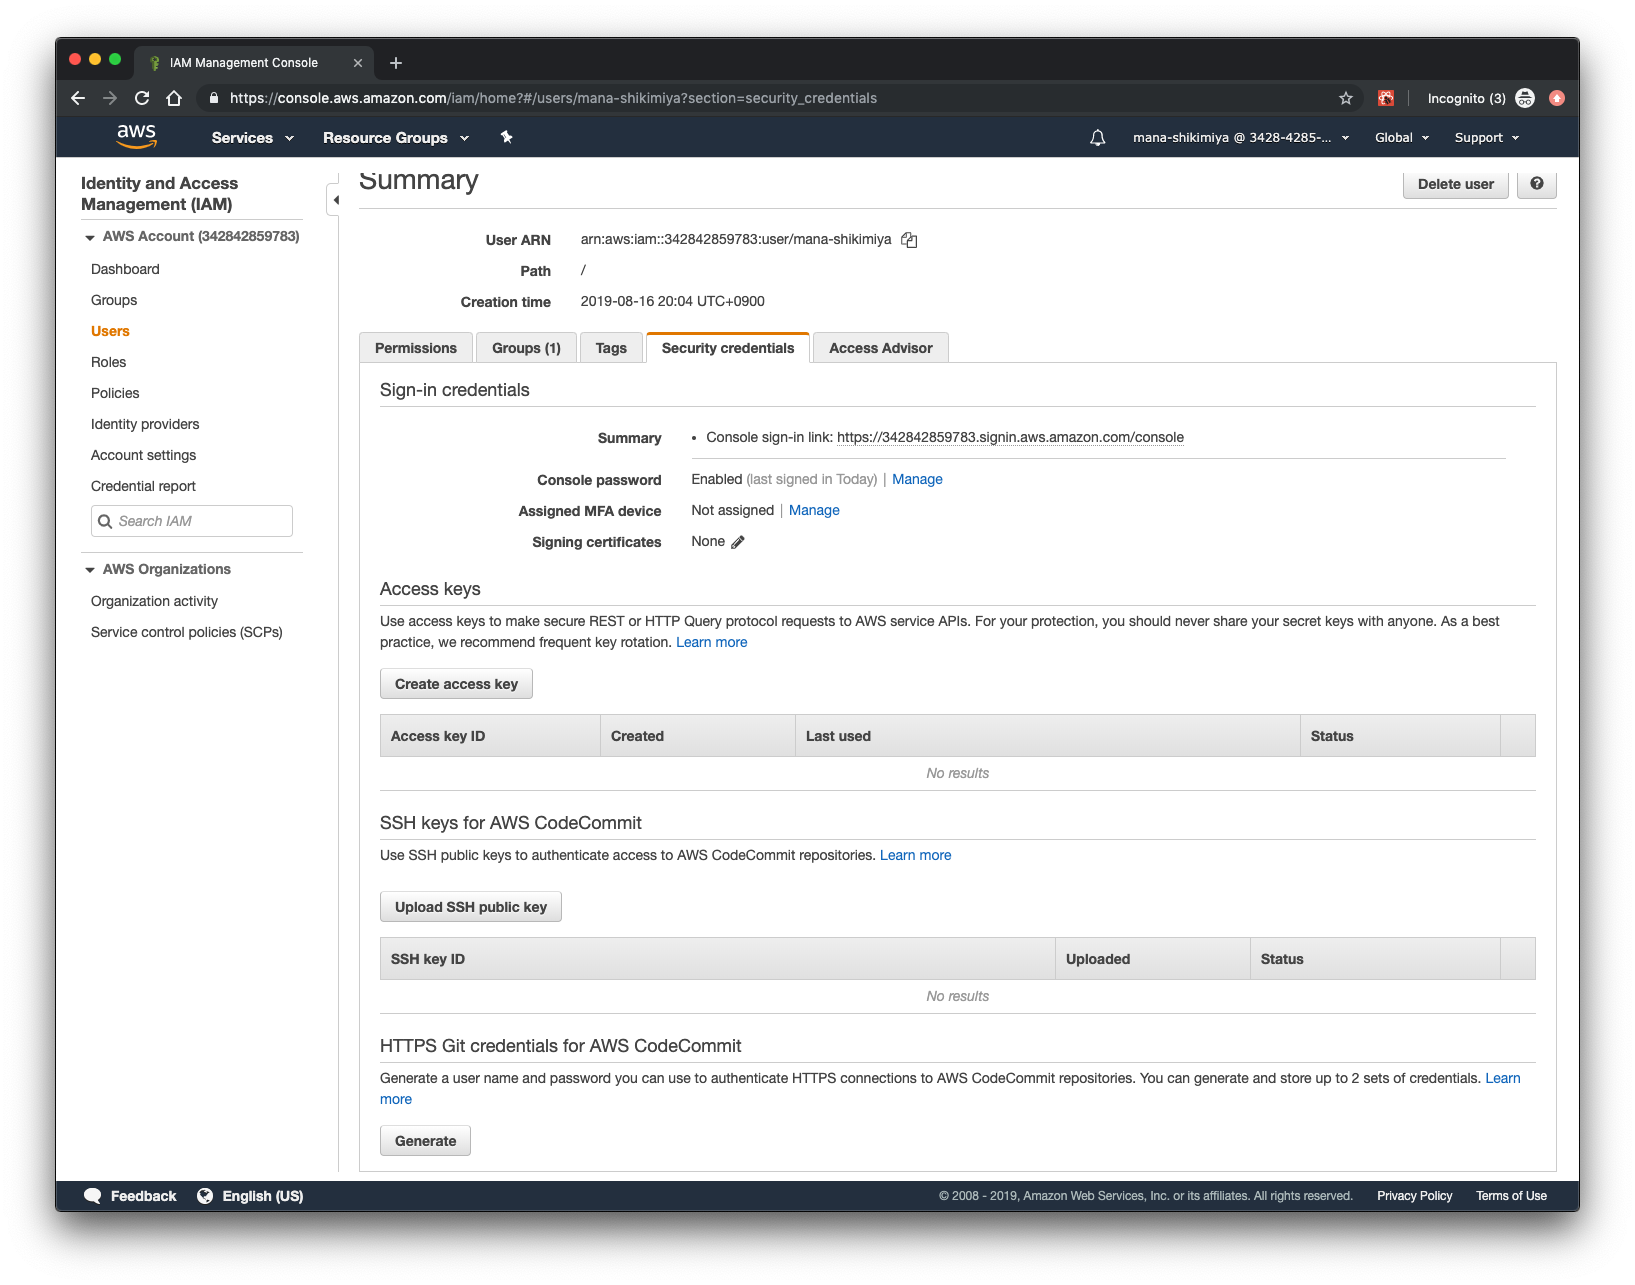 IAM Management Console
https://console.aws.amazon.com/iam/home?#/users/mana-shikimiya?section=security_credentials
Incognito (3)
aws
Services
Resource Groups
mana-shikimiya @ 3428-4285-...
Global
Support
Identity and Access
Management (IAM)
AWS Account (342842859783)
Dashboard
Groups
Users
Roles
Policies
Identity providers
Account settings
Credential report
Search IAM
AWS Organizations
Organization activity
Service control policies (SCPs)
Summary
Delete user
User ARN arn:aws:iam::342842859783:user/mana-shikimiya
Path /
Creation time 2019-08-16 20:04 UTC+0900
Permissions
Groups (1)
Tags
Security credentials
Access Advisor
Sign-in credentials
Summary • Console sign-in link: https://342842859783.signin.aws.amazon.com/console
Console password Enabled (last signed in Today) | Manage
Assigned MFA device Not assigned | Manage
Signing certificates None
Access keys
Use access keys to make secure REST or HTTP Query protocol requests to AWS service APIs. For your protection, you should never share your secret keys with anyone. As a best
practice, we recommend frequent key rotation. Learn more
Create access key
Access key ID Created Last used Status
No results
SSH keys for AWS CodeCommit
Use SSH public keys to authenticate access to AWS CodeCommit repositories. Learn more
Upload SSH public key
SSH key ID Uploaded Status
No results
HTTPS Git credentials for AWS CodeCommit
Generate a user name and password you can use to authenticate HTTPS connections to AWS CodeCommit repositories. You can generate and store up to 2 sets of credentials. Learn
more
Generate
Feedback
English (US)
© 2008 - 2019, Amazon Web Services, Inc. or its affiliates. All rights reserved.
Privacy Policy
Terms of Use